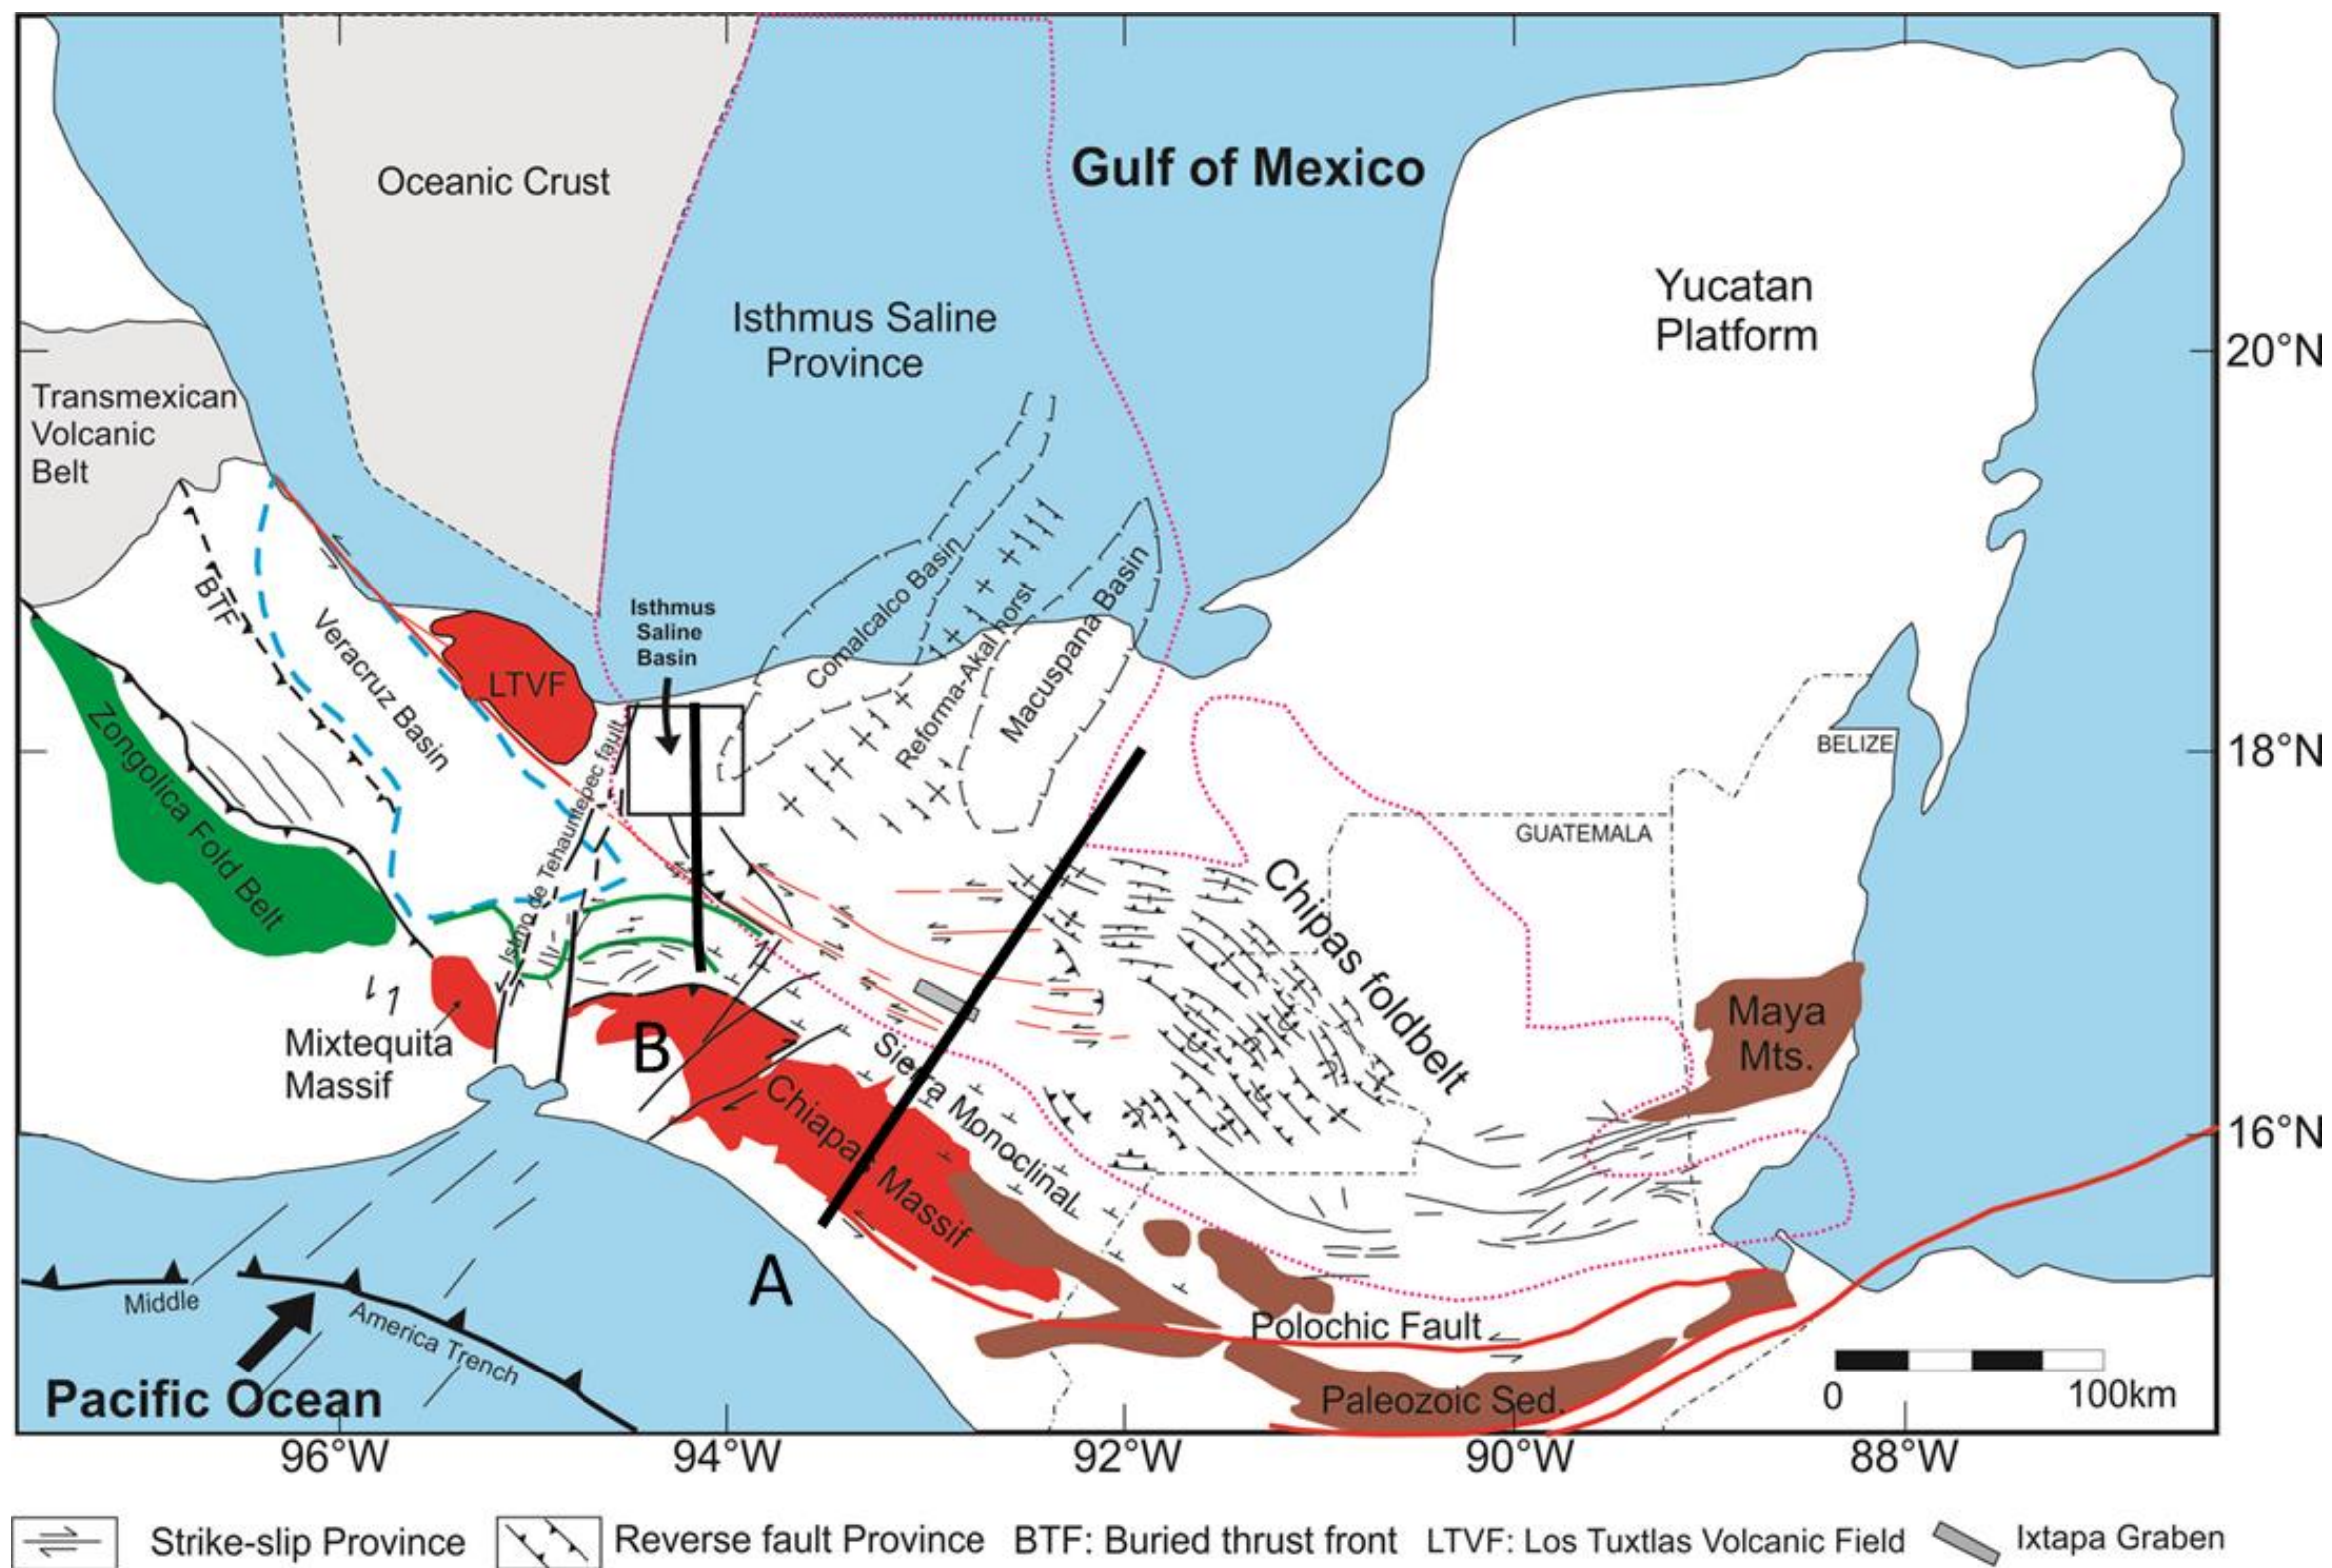 Oceanic Crust
Gulf of Mexico
Yucatan
Platform
Isthmus Saline
Province
20°N
Transmexican
Volcanic
Belt
BTF
Veracruz Basin
LTVF
Isthmus
Saline
Basin
Comalcalco Basin
Reforma-Akal horst
Macuspana Basin
18°N
BELIZE
GUATEMALA
Zongolica Fold Belt
Istmo de Tehauntepec fault
Chipas foldbelt
Mixtequita
Massif
B
Sierra Monoclinal
Chiapas Massif
Maya
Mts.
16°N
A
Middle
America Trench
Pacific Ocean
Polochic Fault
Paleozoic Sed.
0
100km
96°W
94°W
92°W
90°W
88°W
Strike-slip Province
Reverse fault Province
BTF: Buried thrust front
LTVF: Los Tuxtlas Volcanic Field
Ixtapa Graben